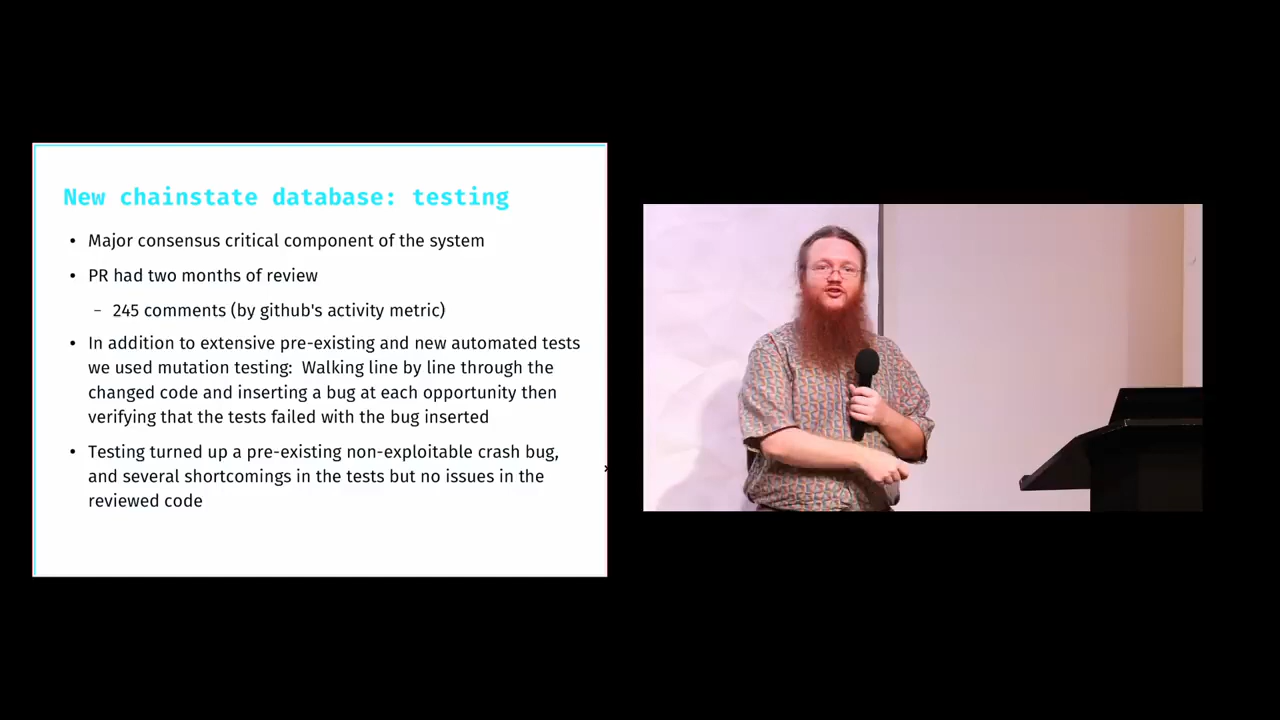 New chainstate database: testing
• Major consensus critical component of the system
• PR had two months of review
– 245 comments (by github's activity metric)
• In addition to extensive pre-existing and new automated tests
we used mutation testing:  Walking line by line through the
changed code and inserting a bug at each opportunity then
verifying that the tests failed with the bug inserted
• Testing turned up a pre-existing non-exploitable crash bug,
and several shortcomings in the tests but no issues in the
reviewed code